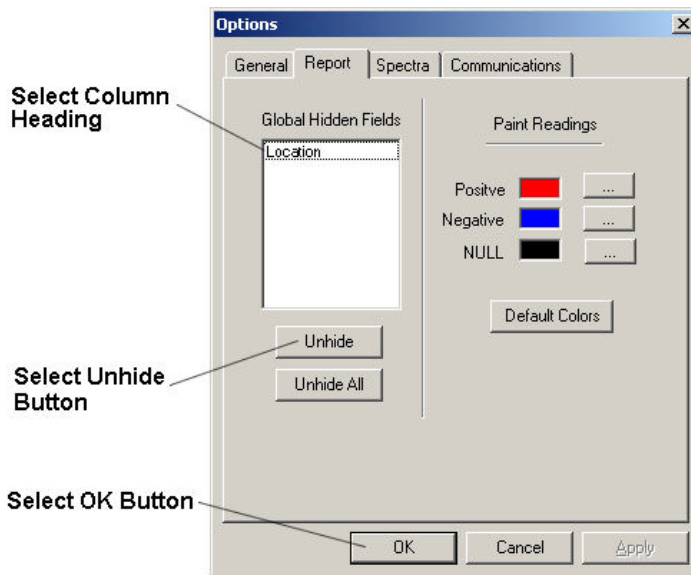 Options
General Report Spectra Communications
Select Column
Heading
Global Hidden Fields
Location
Paint Readings
Positve ...
Negative ...
NULL ...
Default Colors
Select Unhide
Button
Unhide
Unhide All
Select OK Button
OK Cancel Apply